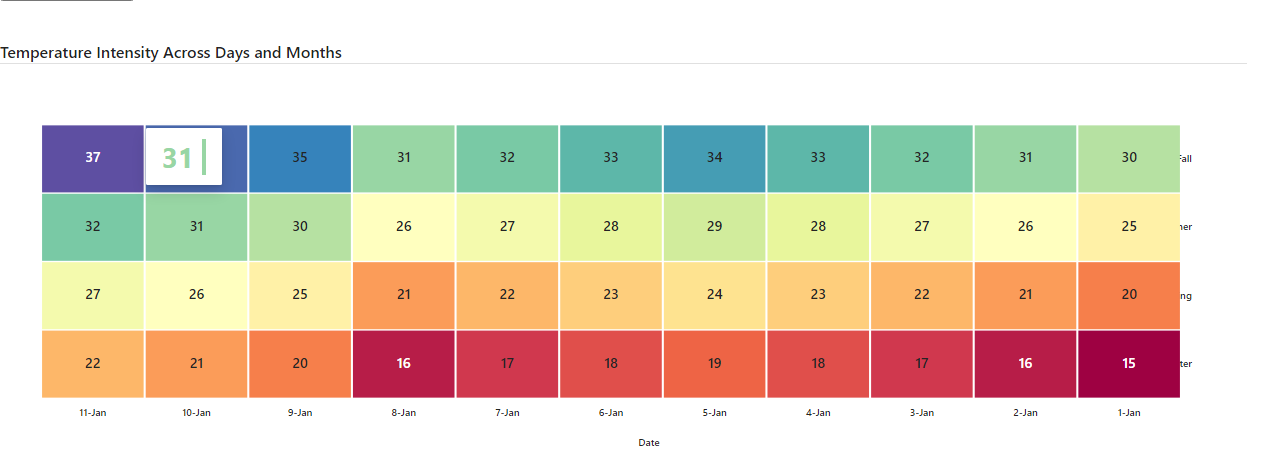 Temperature Intensity Across Days and Months
37 31 35 31 32 33 34 33 32 31 30 Fall
32 31 30 26 27 28 29 28 27 26 25 ner
27 26 25 21 22 23 24 23 22 21 20 ng
22 21 20 16 17 18 19 18 17 16 15 ter
11-Jan 10-Jan 9-Jan 8-Jan 7-Jan 6-Jan 5-Jan 4-Jan 3-Jan 2-Jan 1-Jan
Date